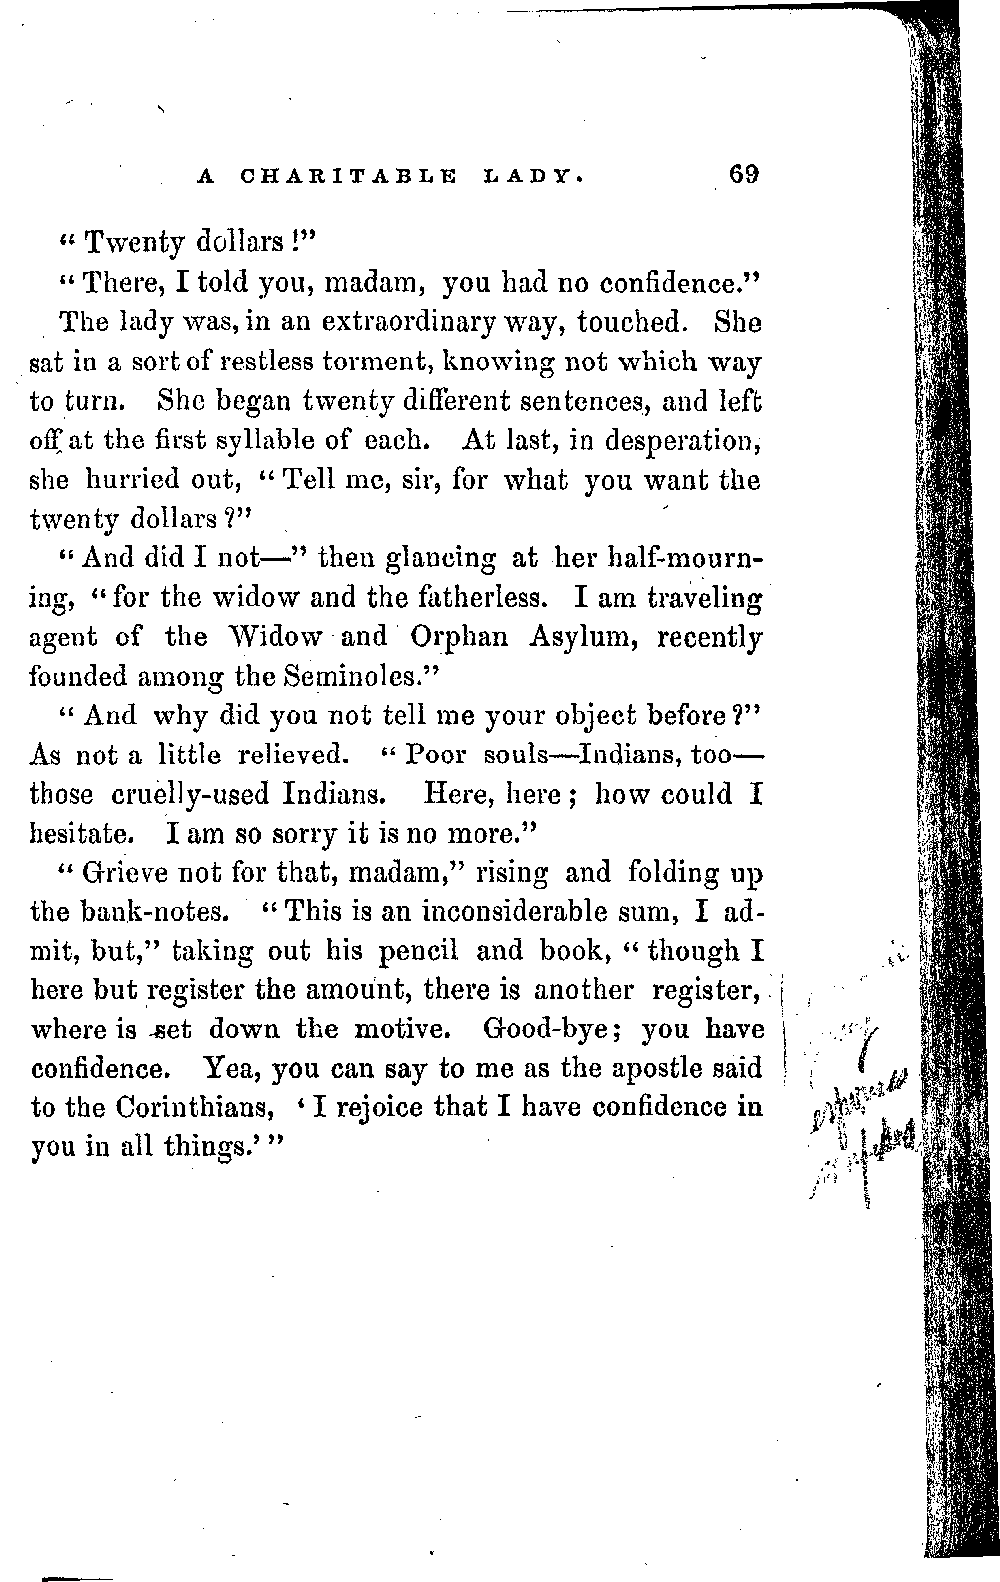 A CHARITABLE LADY. 69
“Twenty dollars!”
“There, I told you, madam, you had no confidence.”
The lady was, in an extraordinary way, touched. She
sat in a sort of restless torment, knowing not which way
to turn. She began twenty different sentences, and left
off at the first syllable of each. At last, in desperation,
she hurried out, “Tell me, sir, for what you want the
twenty dollars?”
“And did I not—” then glancing at her half-mourn-
ing, “for the widow and the fatherless. I am traveling
agent of the Widow and Orphan Asylum, recently
founded among the Seminoles.”
“And why did you not tell me your object before?”
As not a little relieved. “Poor souls—Indians, too—
those cruelly-used Indians. Here, here; how could I
hesitate. I am so sorry it is no more.”
“Grieve not for that, madam,” rising and folding up
the bank-notes. “This is an inconsiderable sum, I ad-
mit, but,” taking out his pencil and book, “though I
here but register the amount, there is another register,
where is set down the motive. Good-bye; you have
confidence. Yea, you can say to me as the apostle said
to the Corinthians, ‘I rejoice that I have confidence in
you in all things.’”